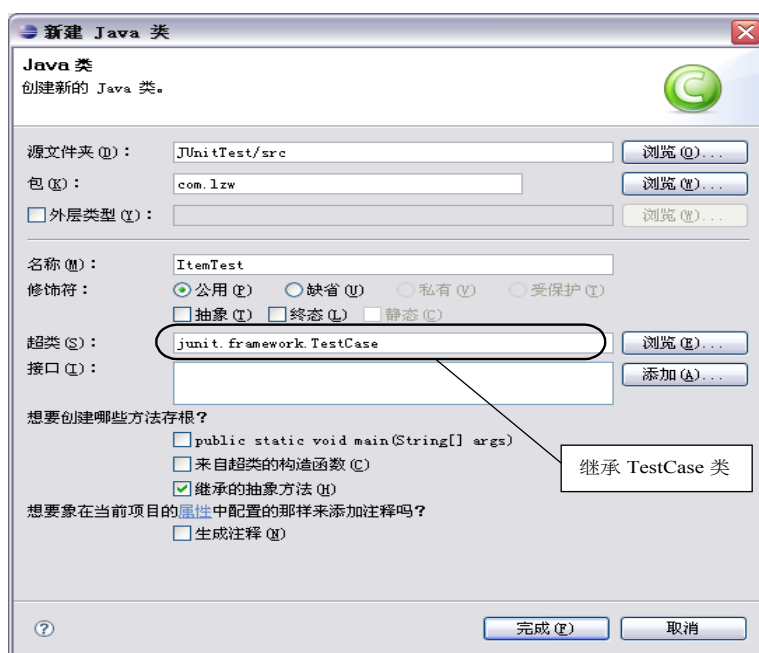 新建 Java 类
Java 类
创建新的 Java 类。
源文件夹(D)： JUnitTest/src 浏览(O)...
包(K)： com.lzw 浏览(W)...
外层类型(Y)： 浏览(W)...
名称(M)： ItemTest
修饰符： 公用(P) 缺省(U) 私有(V) 受保护(T)
抽象(T) 终态(L) 静态(C)
超类(S)： junit.framework.TestCase 浏览(E)...
接口(I)： 添加(A)...
想要创建哪些方法存根？
public static void main(String[] args)
来自超类的构造函数(C)
继承 TestCase 类
继承的抽象方法(H)
想要象在当前项目的属性中配置的那样来添加注释吗？
生成注释(N)
完成(F) 取消